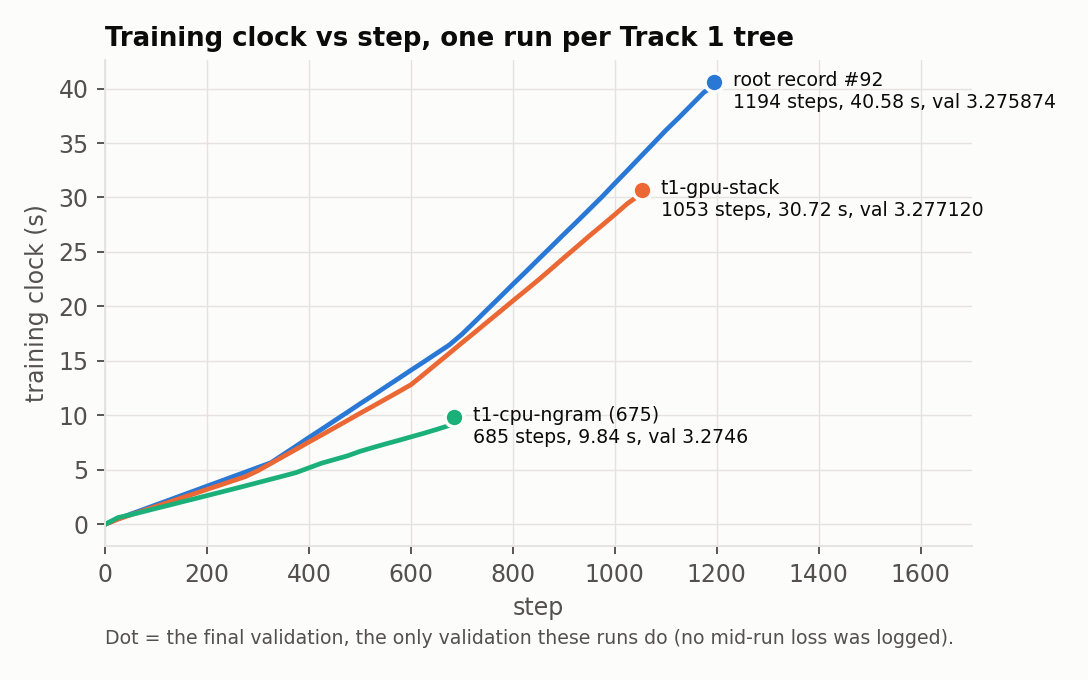 Training clock vs step, one run per Track 1 tree
40
35
30
25
20
15
10
5
0
training clock (s)
root record #92
1194 steps, 40.58 s, val 3.275874
t1-gpu-stack
1053 steps, 30.72 s, val 3.277120
t1-cpu-ngram (675)
685 steps, 9.84 s, val 3.2746
0 200 400 600 800 1000 1200 1400 1600
step
Dot = the final validation, the only validation these runs do (no mid-run loss was logged).